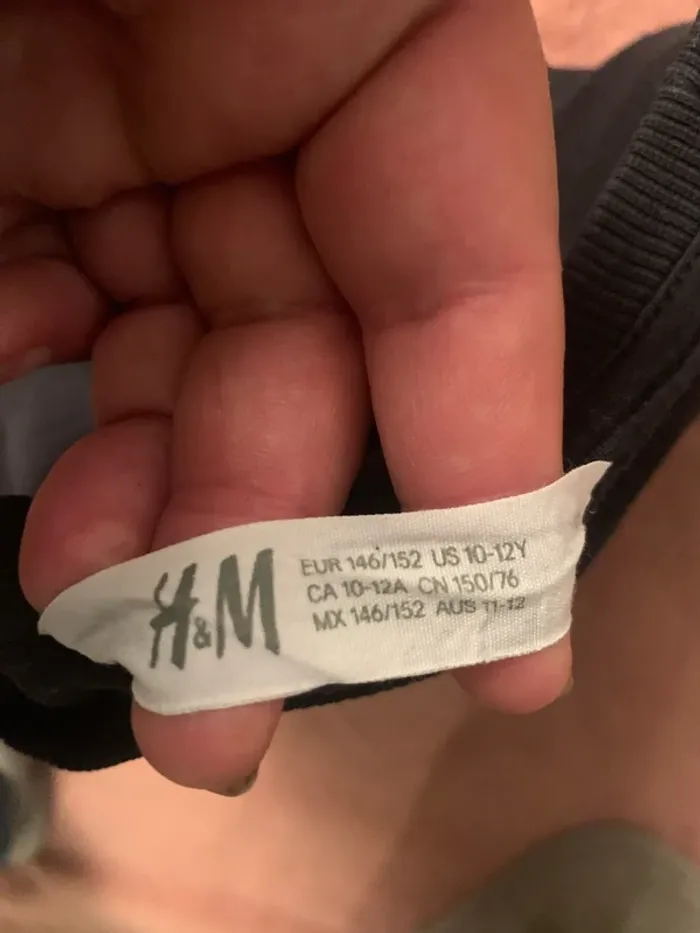 H&M
EUR 146/152 US 10-12Y
CA 10-12A CN 150/76
MX 146/152 AUS 11-12